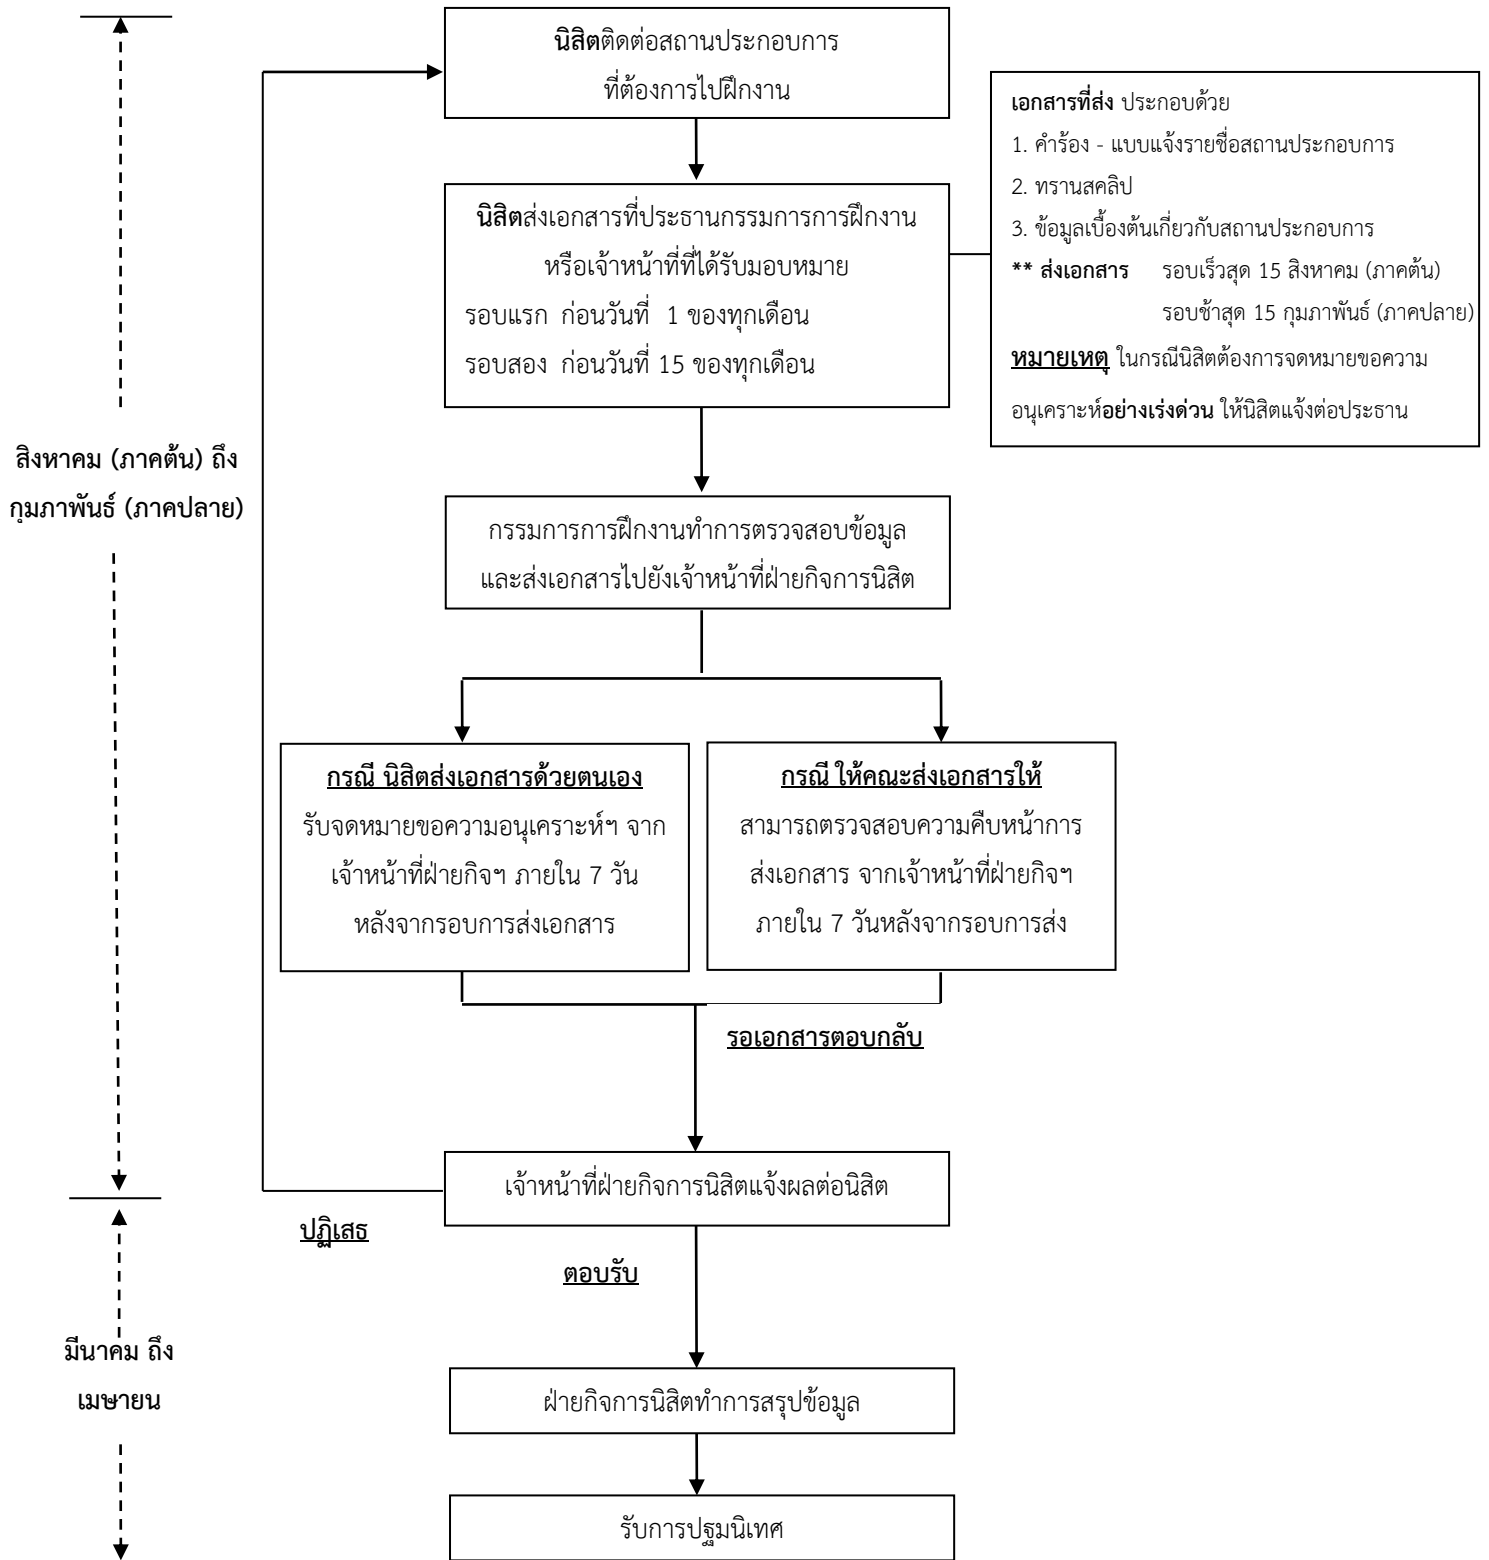 นิสิตติดต่อสถานประกอบการ
ที่ต้องการไปฝึกงาน
เอกสารที่ส่ง ประกอบด้วย
1. คำร้อง - แบบแจ้งรายชื่อสถานประกอบการ
2. ทรานสคลิป
3. ข้อมูลเบื้องต้นเกี่ยวกับสถานประกอบการ
** ส่งเอกสาร รอบเร็วสุด 15 สิงหาคม (ภาคต้น)
รอบช้าสุด 15 กุมภาพันธ์ (ภาคปลาย)
หมายเหตุ ในกรณีนิสิตต้องการจดหมายขอความ
อนุเคราะห์อย่างเร่งด่วน ให้นิสิตแจ้งต่อประธาน
นิสิตส่งเอกสารที่ประธานกรรมการการฝึกงาน
หรือเจ้าหน้าที่ที่ได้รับมอบหมาย
รอบแรก ก่อนวันที่ 1 ของทุกเดือน
รอบสอง ก่อนวันที่ 15 ของทุกเดือน
สิงหาคม (ภาคต้น) ถึง
กุมภาพันธ์ (ภาคปลาย)
กรรมการการฝึกงานทำการตรวจสอบข้อมูล
และส่งเอกสารไปยังเจ้าหน้าที่ฝ่ายกิจการนิสิต
กรณี นิสิตส่งเอกสารด้วยตนเอง
รับจดหมายขอความอนุเคราะห์ฯ จาก
เจ้าหน้าที่ฝ่ายกิจฯ ภายใน 7 วัน
หลังจากรอบการส่งเอกสาร
กรณี ให้คณะส่งเอกสารให้
สามารถตรวจสอบความคืบหน้าการ
ส่งเอกสาร จากเจ้าหน้าที่ฝ่ายกิจฯ
ภายใน 7 วันหลังจากรอบการส่ง
รอเอกสารตอบกลับ
เจ้าหน้าที่ฝ่ายกิจการนิสิตแจ้งผลต่อนิสิต
ปฏิเสธ
ตอบรับ
มีนาคม ถึง
เมษายน
ฝ่ายกิจการนิสิตทำการสรุปข้อมูล
รับการปฐมนิเทศ